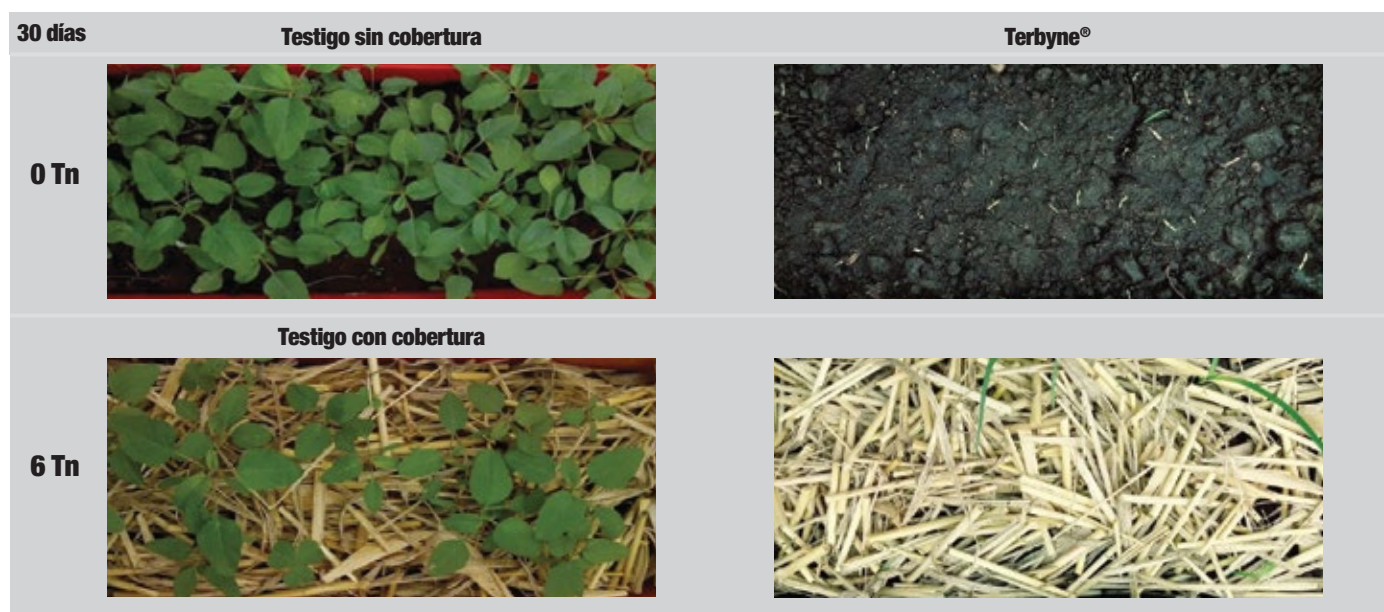 30 días
Testigo sin cobertura
Terbyne®
0 Tn
Testigo con cobertura
6 Tn